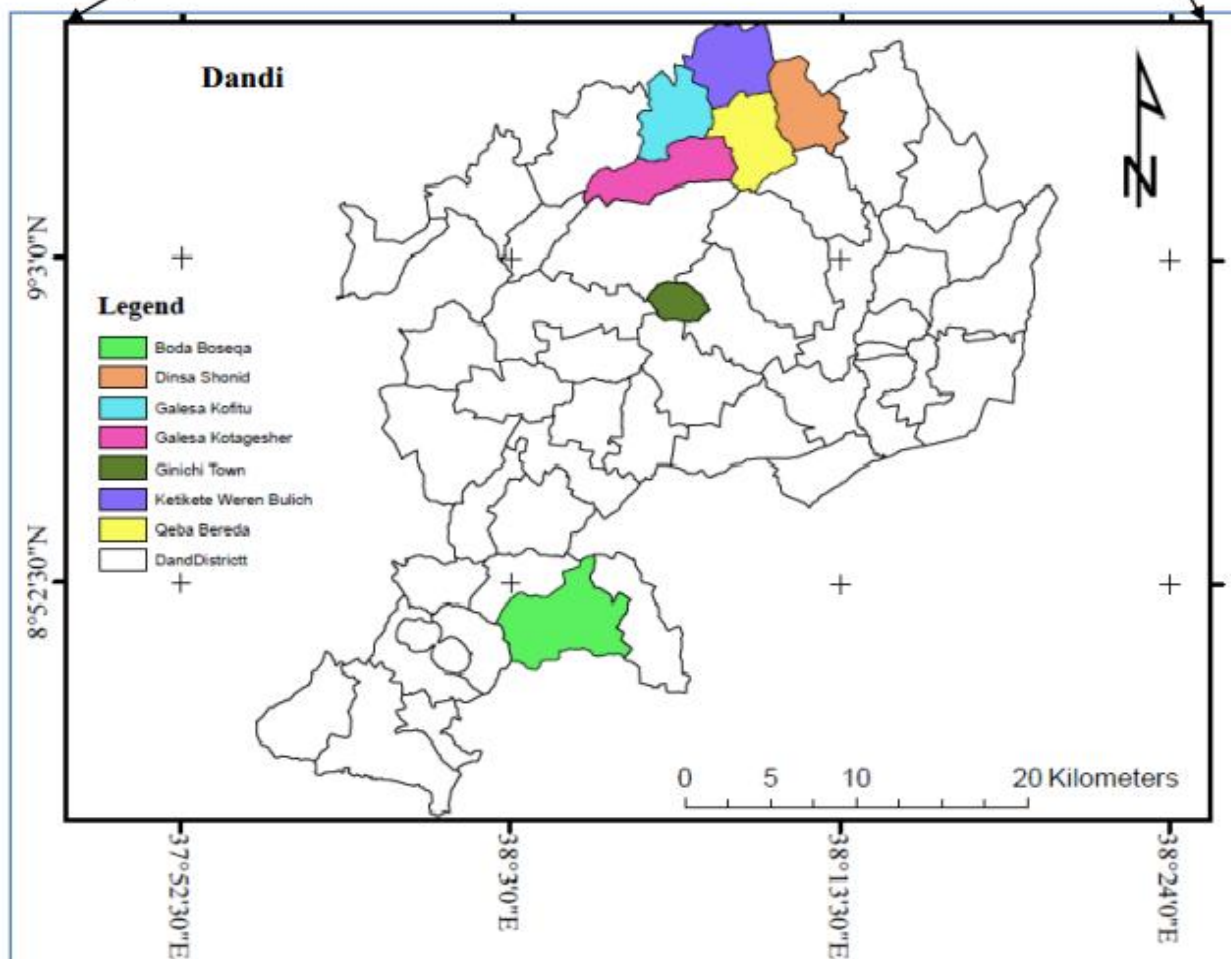 Dandi
N
9°3'0"N
Legend
Boda Boseqa
Dinsa Shonid
Galesa Kofitu
Galesa Kotagesher
Ginichi Town
Ketikete Weren Bulich
Qeba Bereda
DandDistrictt
8°52'30"N
0 5 10 20 Kilometers
37°52'30"E
38°3'0"E
38°13'30"E
38°24'0"E